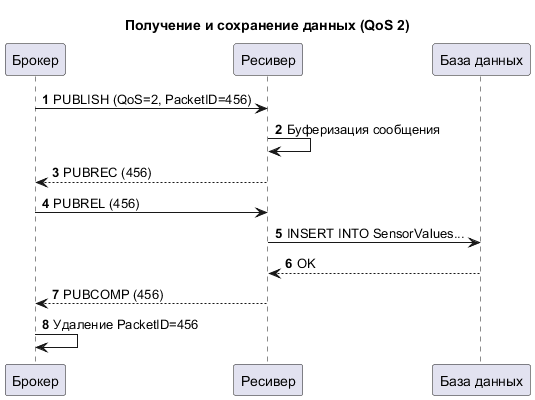 Получение и сохранение данных (QoS 2)
Брокер
Ресивер
База данных
1 PUBLISH (QoS=2, PacketID=456)
2 Буферизация сообщения
3 PUBREC (456)
4 PUBREL (456)
5 INSERT INTO SensorValues...
6 OK
7 PUBCOMP (456)
8 Удаление PacketID=456
Брокер
Ресивер
База данных